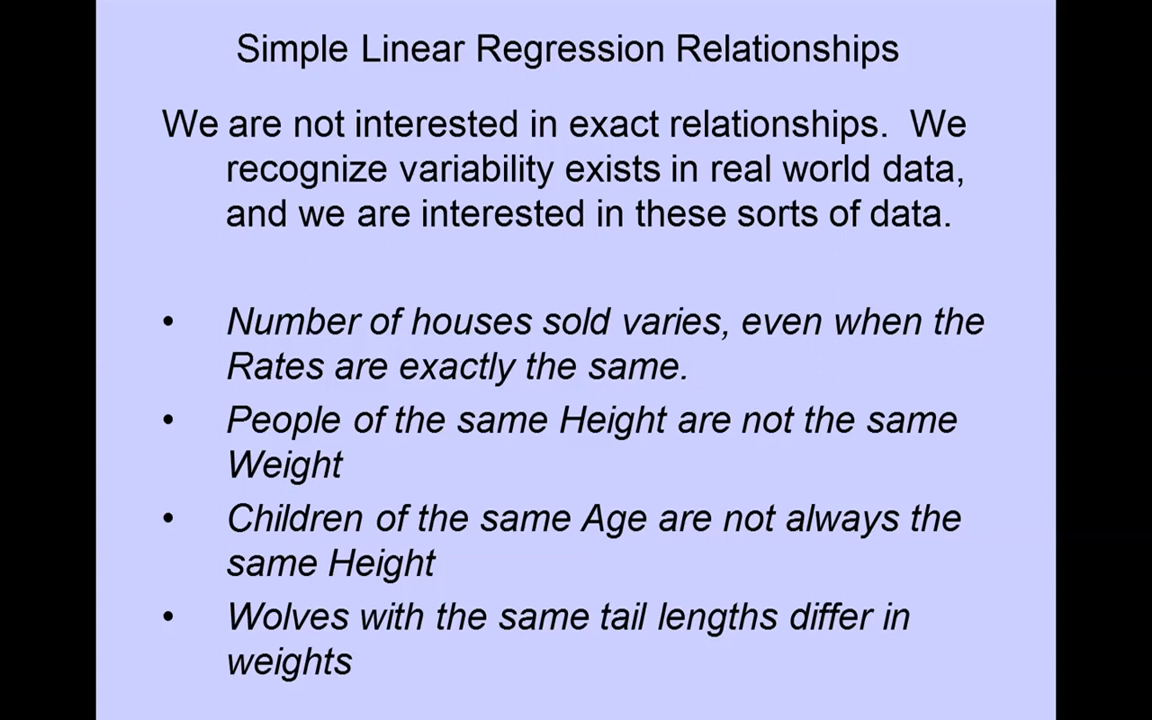 Simple Linear Regression Relationships
We are not interested in exact relationships. We
recognize variability exists in real world data,
and we are interested in these sorts of data.
• Number of houses sold varies, even when the
Rates are exactly the same.
• People of the same Height are not the same
Weight
• Children of the same Age are not always the
same Height
• Wolves with the same tail lengths differ in
weights